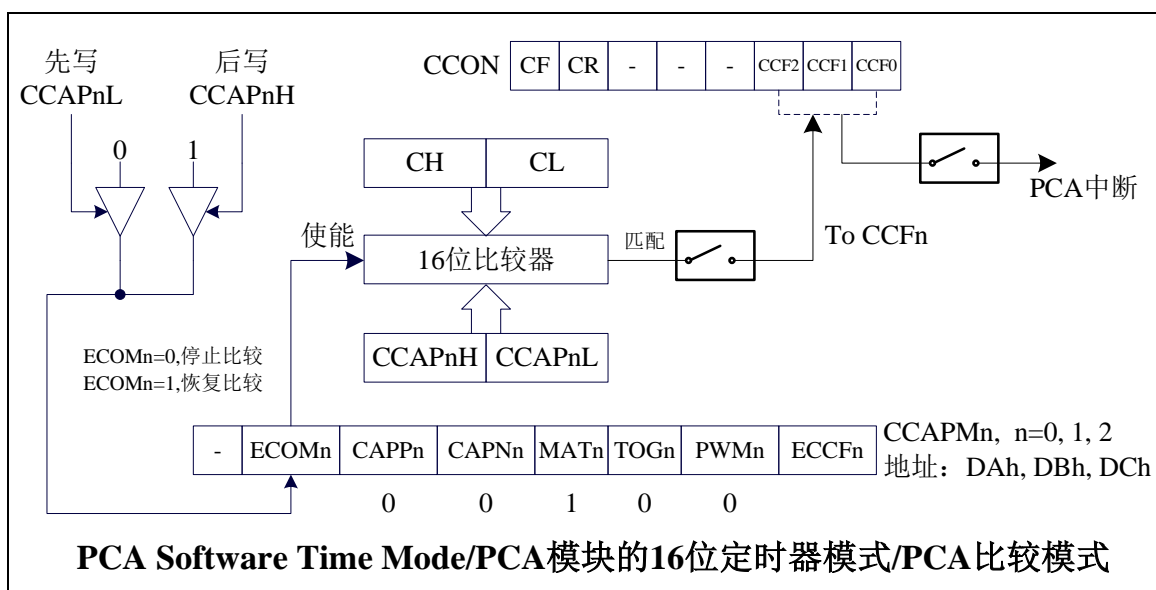 先写
CCAPnL
后写
CCAPnH
CCON CF CR - - - CCF2 CCF1 CCF0
0 1
CH CL
PCA中断
使能
16位比较器
匹配
To CCFn
CCAPnH CCAPnL
ECOMn=0,停止比较
ECOMn=1,恢复比较
- ECOMn CAPPn CAPNn MATn TOGn PWMn ECCFn
CCAPMn, n=0, 1, 2
地址：DAh, DBh, DCh
0 0 1 0 0
PCA Software Time Mode/PCA模块的16位定时器模式/PCA比较模式